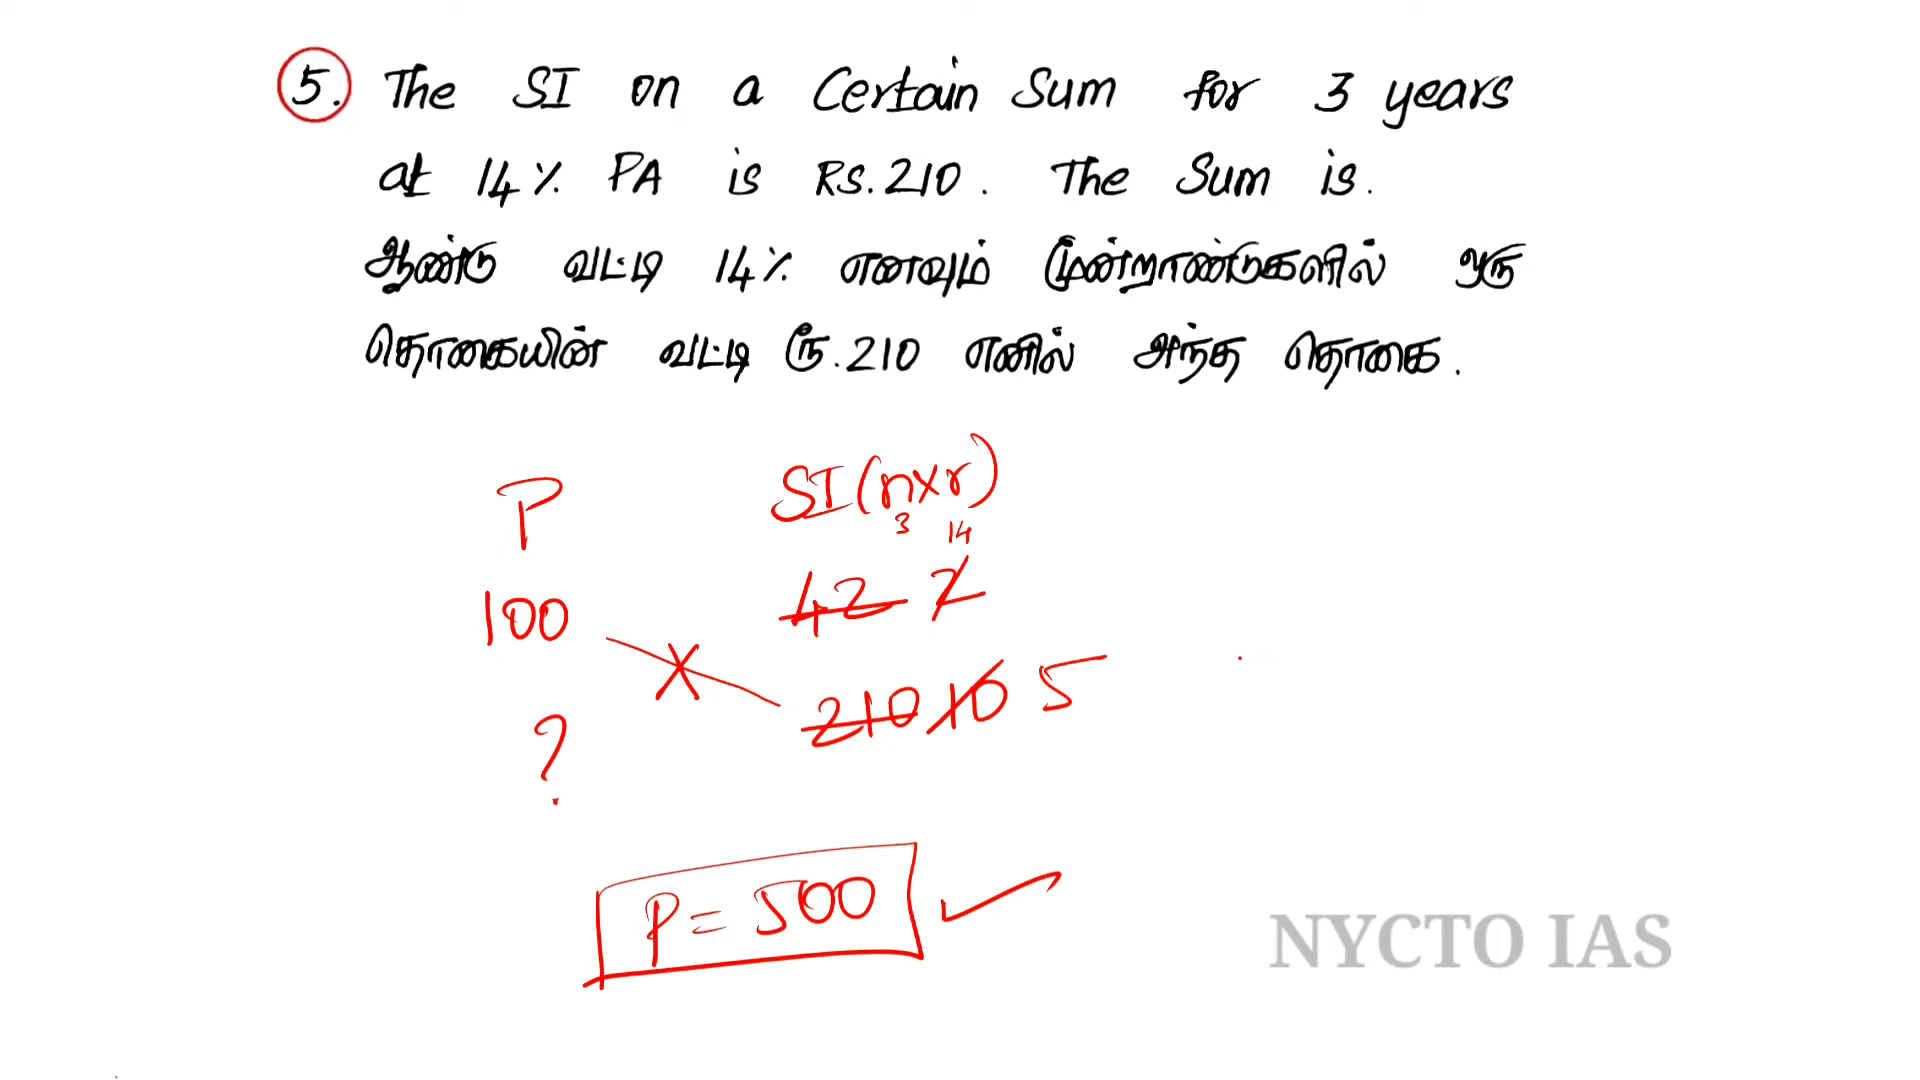 5. The SI on a Certain Sum for 3 years
at 14% PA is RS.210. The Sum is.
ஆண்டு வட்டி 14% எனவும் மூன்றாண்டுகளில் ஒரு
தொகையின் வட்டி ரூ.210 எனில் அந்த தொகை.
P SI (n×r)
3 14
100 42 2
? 210 10 5
P = 500
NYCTO IAS